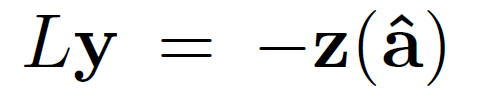 Ly = −z(â)